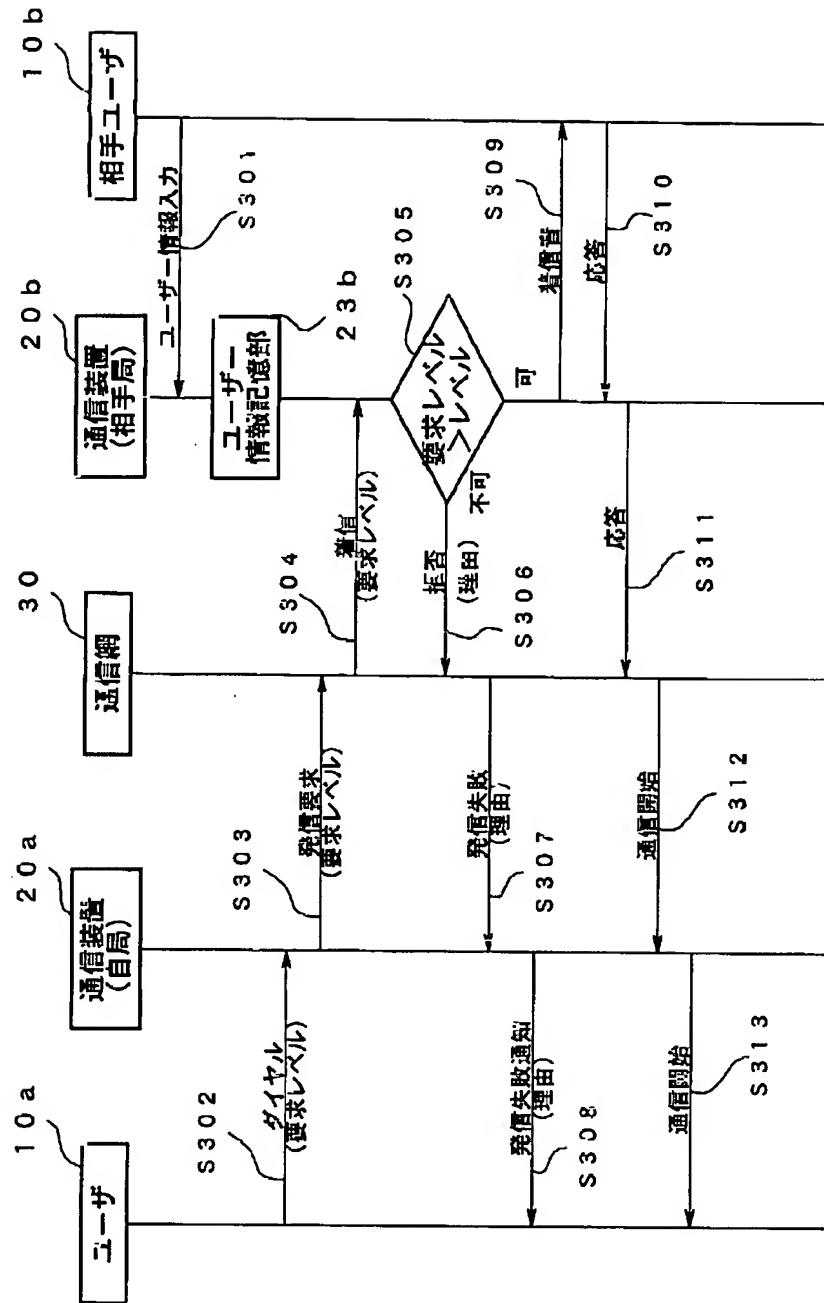 10a
ユーザ
20a
通信装置
(自局)
30
通信網
20b
通信装置
(相手局)
10b
相手ユーザ
ユーザー情報入力
S301
ユーザー
情報記憶部
23b
ダイヤル
(要求レベル)
S302
発信要求
(要求レベル)
S303
着信
(要求レベル)
S304
要求レベル
>レベル
S305
不可
可
拒否
(理由)
S306
発信失敗
(理由)
S307
発信失敗通知
(理由)
S308
着信音
S309
応答
S310
応答
S311
通信開始
S312
通信開始
S313